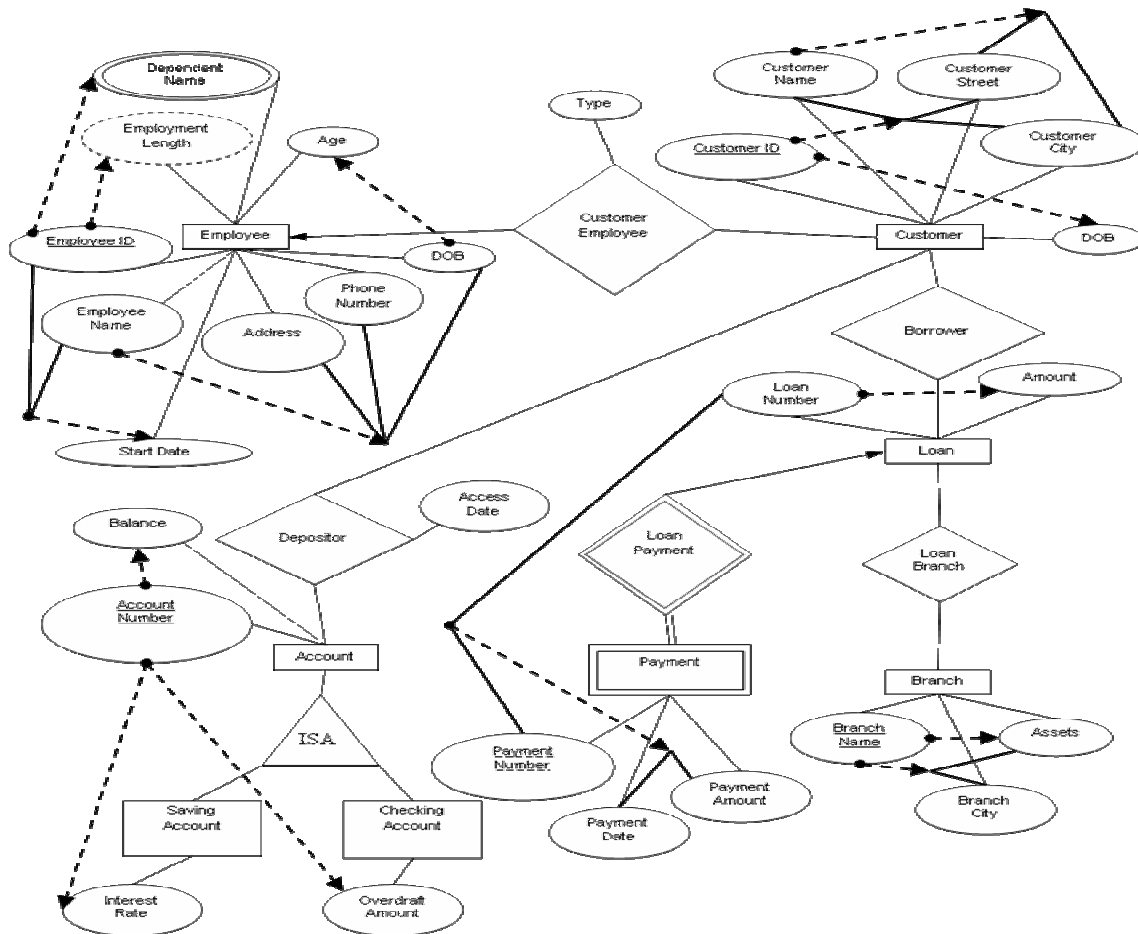 Dependent
Name
Employment
Length
Age
Type
Customer
Name
Customer
Street
Customer ID
Customer
City
Employee ID
Employee
Customer
Employee
Customer
DOB
DOB
Employee
Name
Address
Phone
Number
Start Date
Borrower
Loan
Number
Amount
Loan
Balance
Depositor
Access
Date
Loan
Payment
Loan
Branch
Account
Number
Account
Payment
Branch
ISA
Payment
Number
Branch
Name
Assets
Payment
Amount
Payment
Date
Branch
City
Saving
Account
Checking
Account
Interest
Rate
Overdraft
Amount